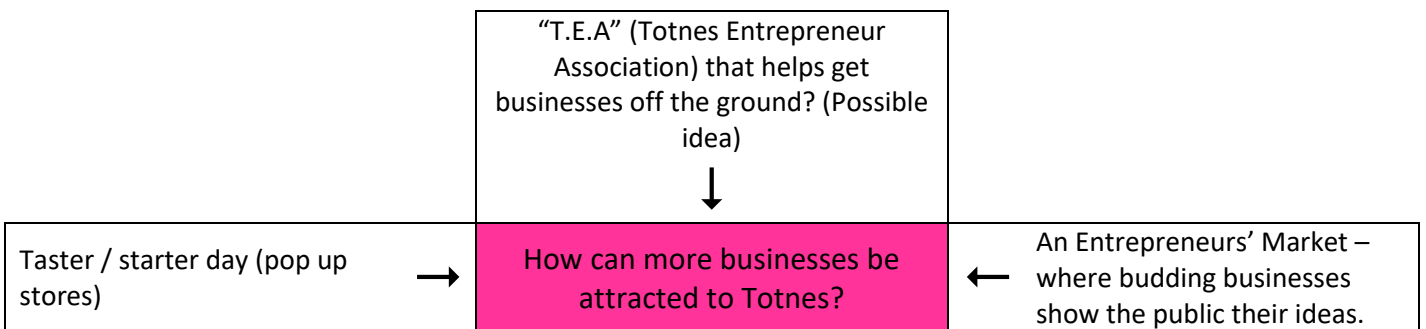 “T.E.A” (Totnes Entrepreneur
Association) that helps get
businesses off the ground? (Possible
idea)
Taster / starter day (pop up
stores)
How can more businesses be
attracted to Totnes?
An Entrepreneurs’ Market –
where budding businesses
show the public their ideas.